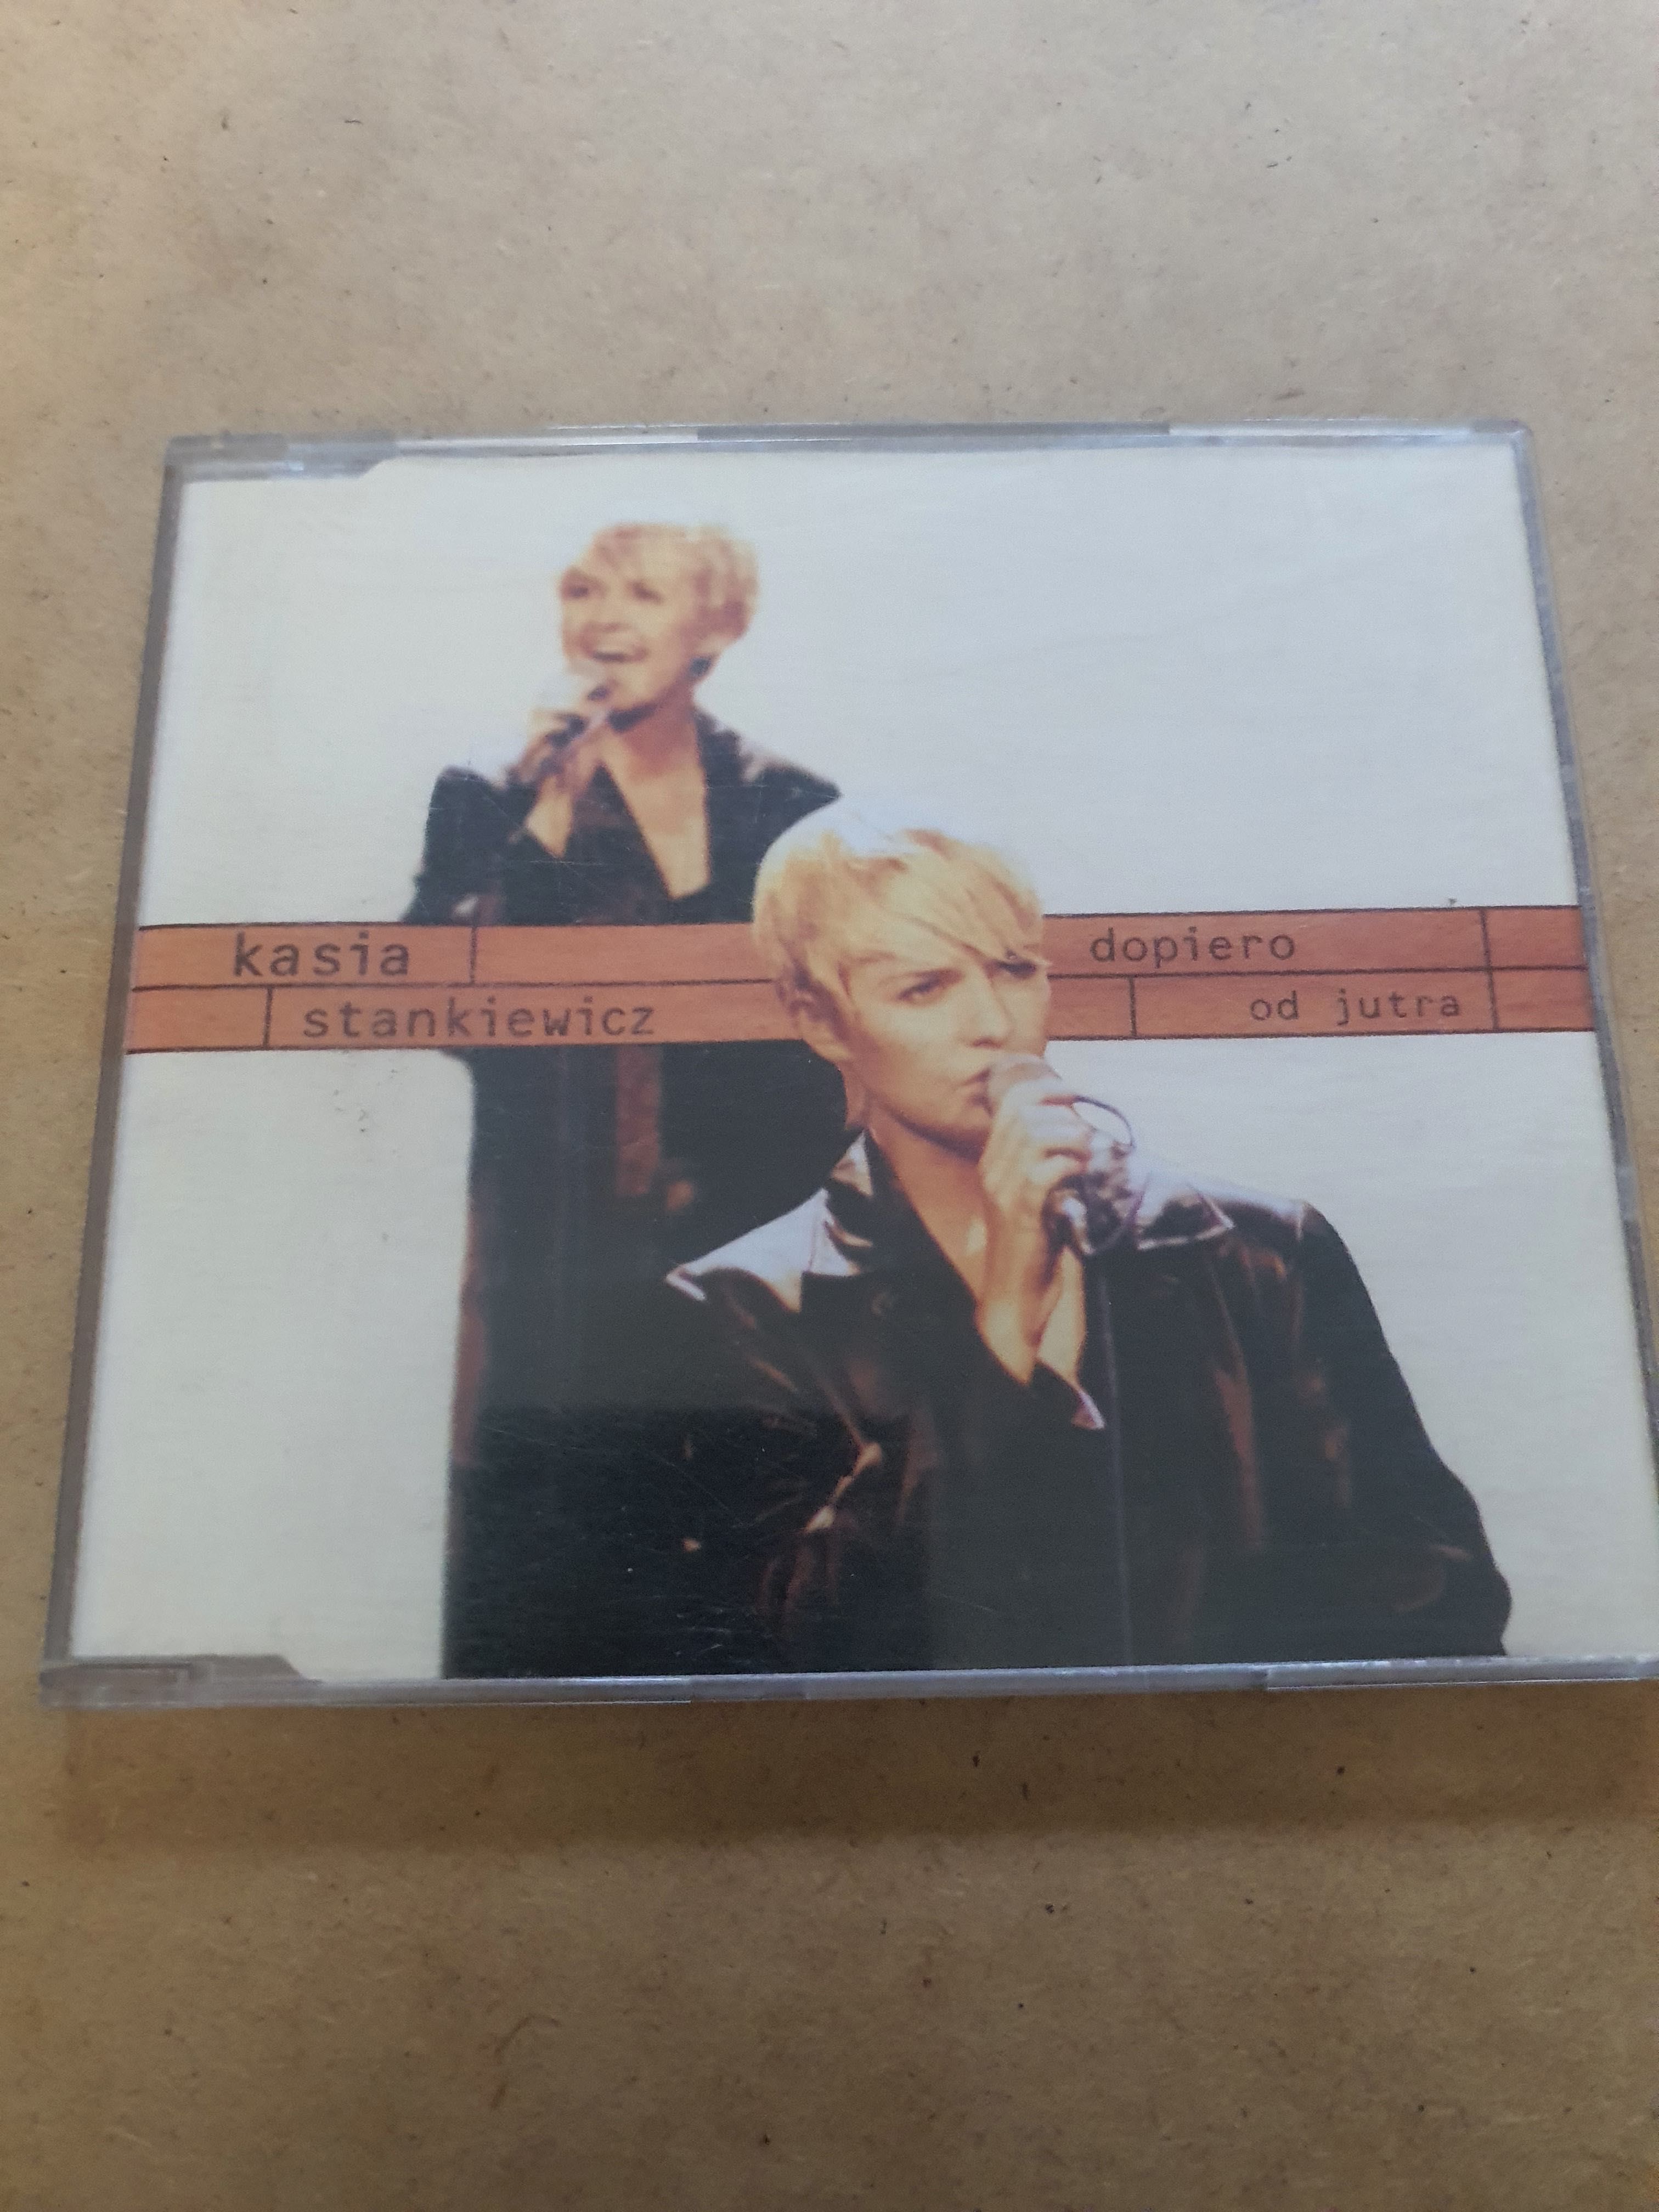 kasia
stankiewicz
dopiero
od jutra